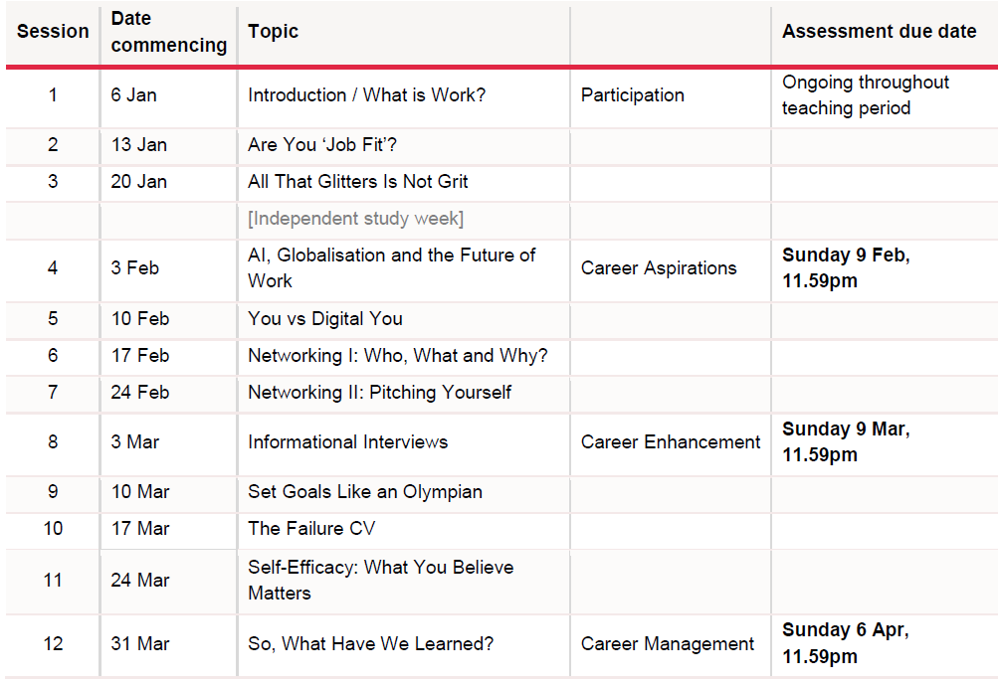 Session Date commencing Topic Assessment due date
1 6 Jan Introduction / What is Work? Participation Ongoing throughout teaching period
2 13 Jan Are You ‘Job Fit’?
3 20 Jan All That Glitters Is Not Grit
[Independent study week]
4 3 Feb AI, Globalisation and the Future of Work Career Aspirations Sunday 9 Feb, 11.59pm
5 10 Feb You vs Digital You
6 17 Feb Networking I: Who, What and Why?
7 24 Feb Networking II: Pitching Yourself
8 3 Mar Informational Interviews Career Enhancement Sunday 9 Mar, 11.59pm
9 10 Mar Set Goals Like an Olympian
10 17 Mar The Failure CV
11 24 Mar Self-Efficacy: What You Believe Matters
12 31 Mar So, What Have We Learned? Career Management Sunday 6 Apr, 11.59pm